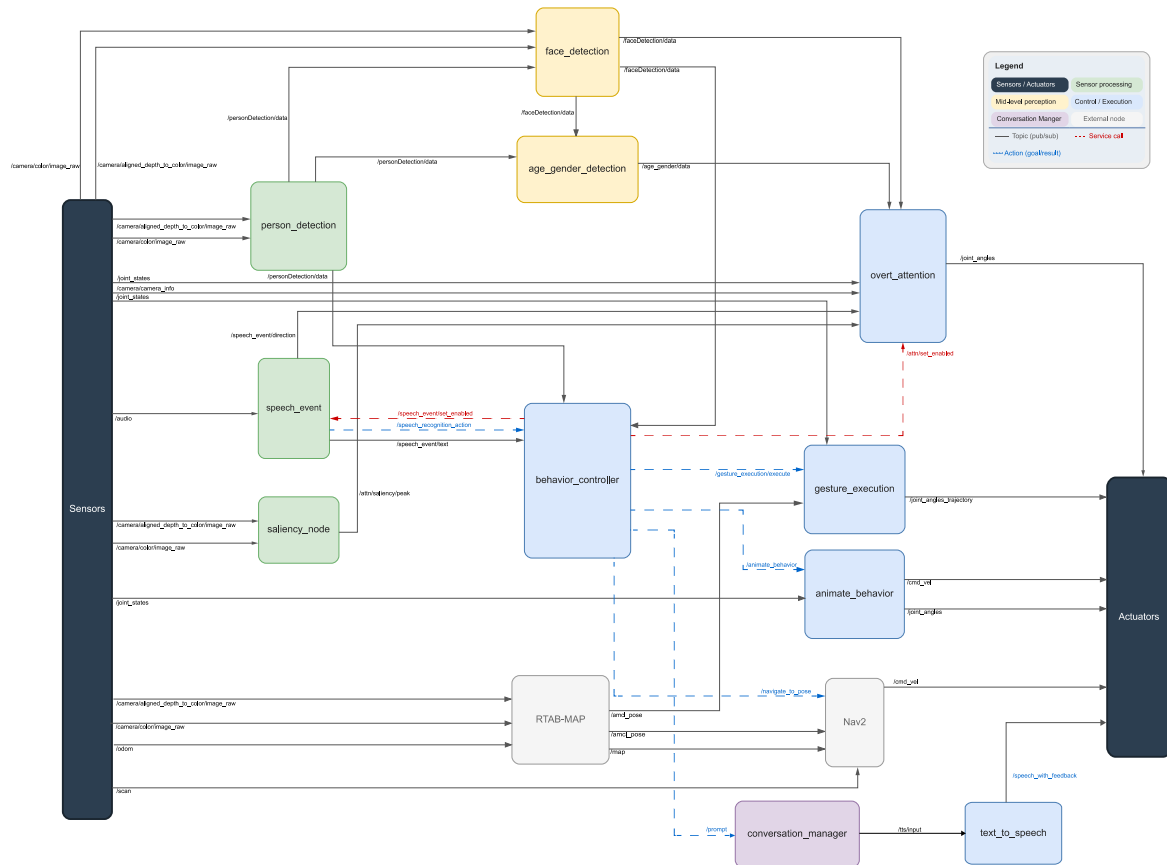 face_detection
/faceDetection/data
/faceDetection/data
Legend
Sensors / Actuators
Sensor processing
Mid-level perception
Control / Execution
Conversation Manger
External node
Topic (pub/sub)
Service call
Action (goal/result)
/personDetection/data
/faceDetection/data
/camera/color/image_raw
/camera/aligned_depth_to_color/image_raw
/personDetection/data
age_gender_detection
/age_gender/data
person_detection
/camera/aligned_depth_to_color/image_raw
/camera/color/image_raw
/personDetection/data
overt_attention
/joint_angles
/joint_states
/camera/camera_info
/joint_states
/speech_event/direction
/attn/set_enabled
speech_event
/audio
/speech_event/set_enabled
/speech_recognition_action
/speech_event/text
behavior_controller
/gesture_execution/execute
gesture_execution
/joint_angles_trajectory
/attn/saliency/peak
Sensors
saliency_node
/camera/aligned_depth_to_color/image_raw
/camera/color/image_raw
/animate_behavior
animate_behavior
/cmd_vel
/joint_angles
/joint_states
Actuators
/camera/aligned_depth_to_color/image_raw
/camera/color/image_raw
/odom
RTAB-MAP
/amcl_pose
/amcl_pose
/map
/navigate_to_pose
Nav2
/cmd_vel
/scan
/speech_with_feedback
/prompt
conversation_manager
/tts/input
text_to_speech